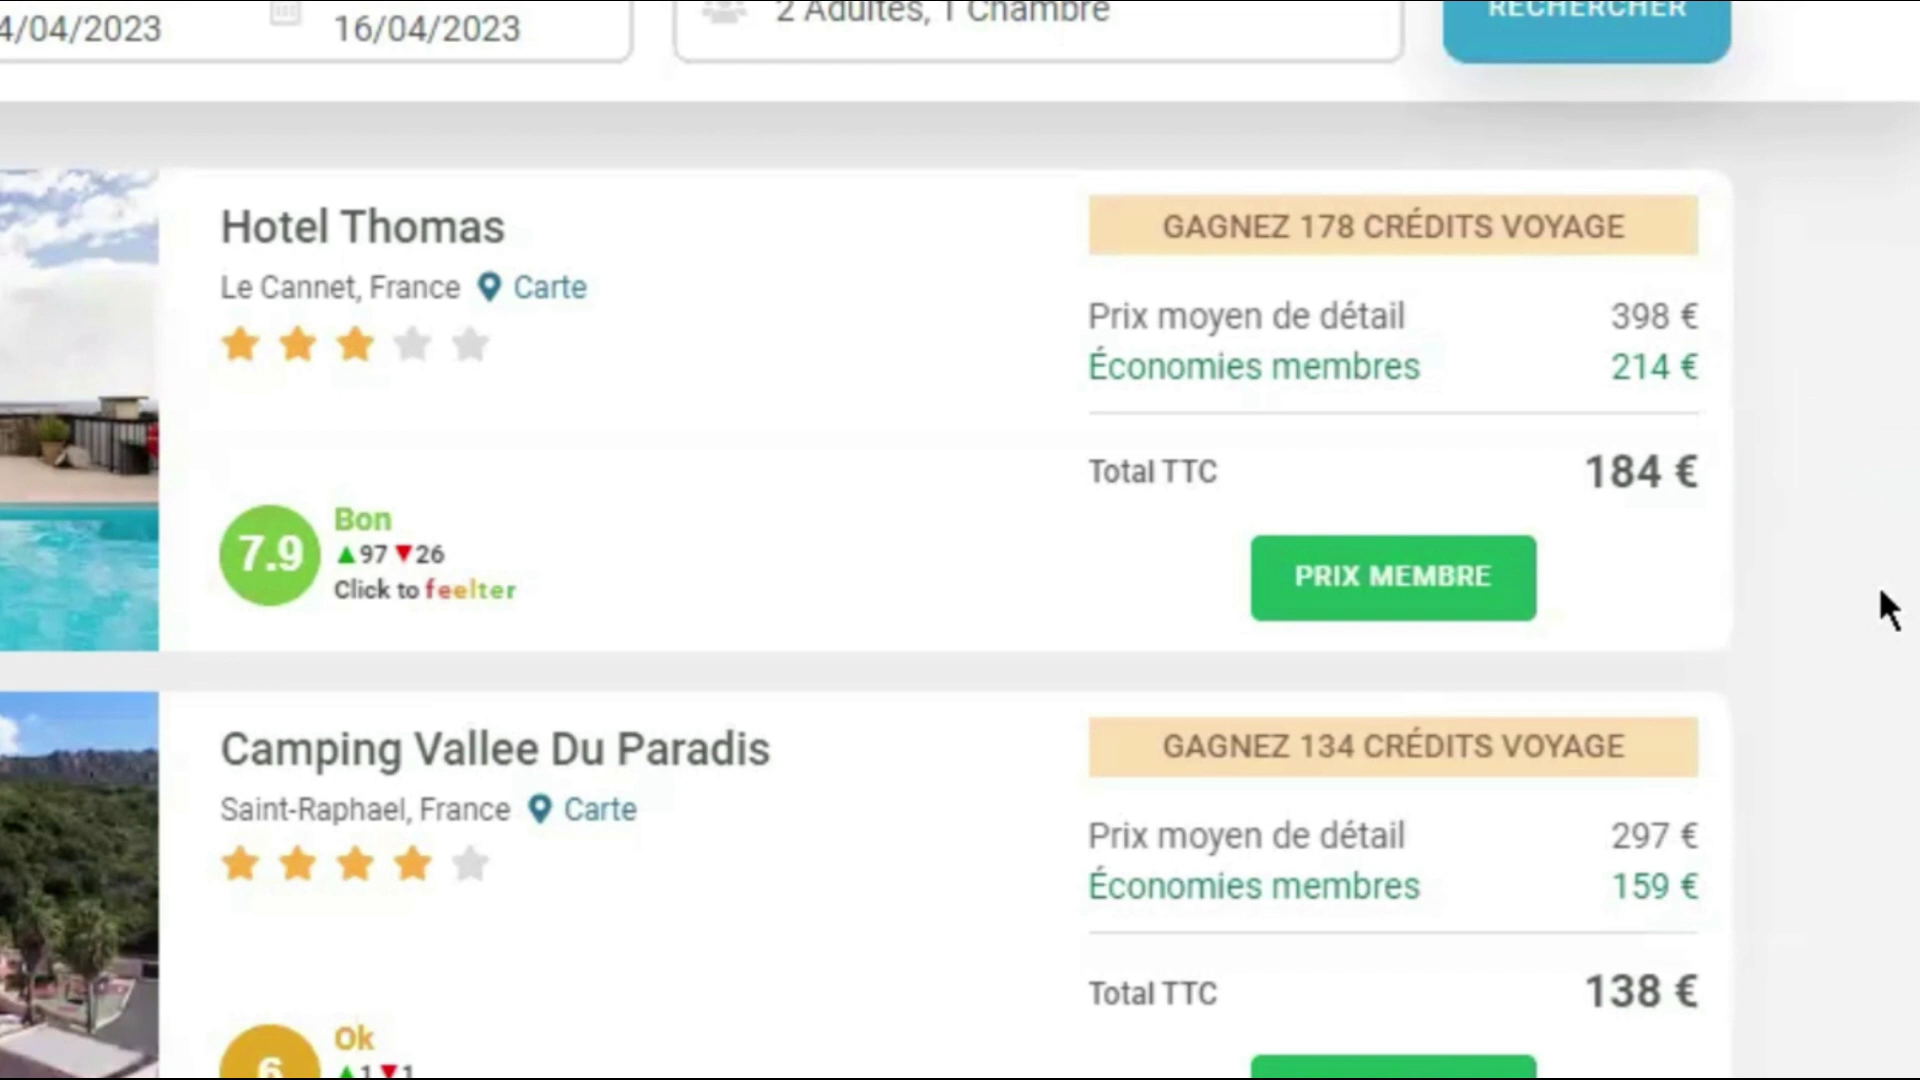 4/04/2023
16/04/2023
2 Adultes, 1 Chambre
RECHERCHER
Hotel Thomas
Le Cannet, France Carte
7.9
Bon
▲97 ▼26
Click to feelter
GAGNEZ 178 CRÉDITS VOYAGE
Prix moyen de détail 398 €
Économies membres 214 €
Total TTC 184 €
PRIX MEMBRE
Camping Vallee Du Paradis
Saint-Raphael, France Carte
6
Ok
▲1 ▼1
GAGNEZ 134 CRÉDITS VOYAGE
Prix moyen de détail 297 €
Économies membres 159 €
Total TTC 138 €